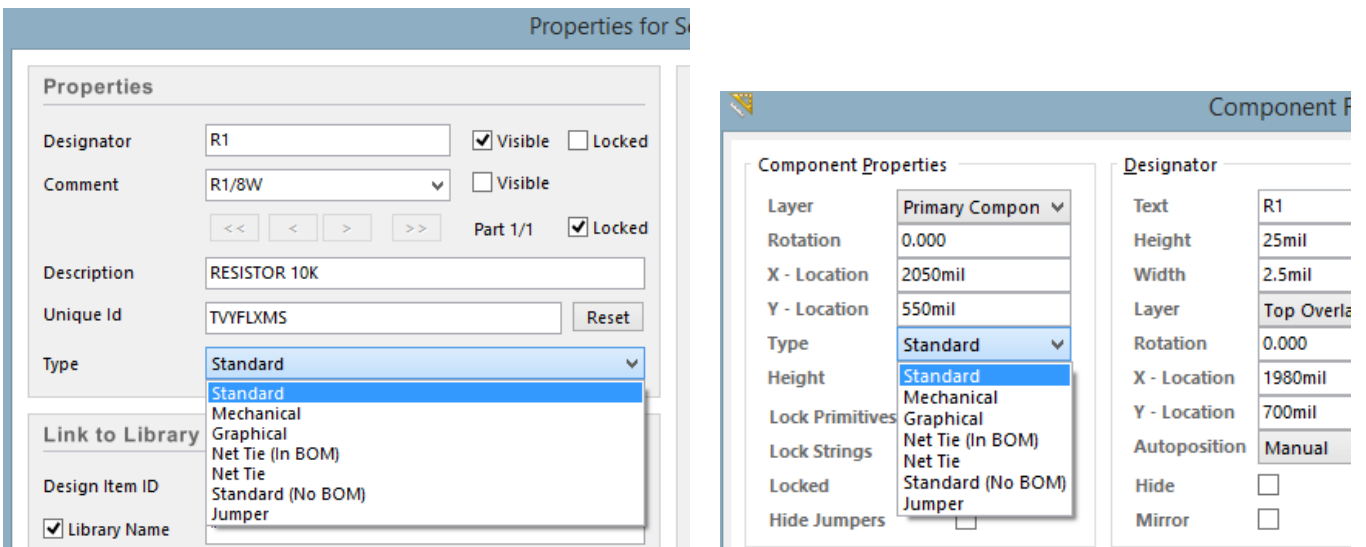 Properties for S
Properties
Designator R1 Visible Locked
Comment R1/8W Visible
<< < > >> Part 1/1 Locked
Description RESISTOR 10K
Unique Id TVYFLXMS Reset
Type Standard
Standard
Mechanical
Graphical
Net Tie (In BOM)
Net Tie
Standard (No BOM)
Jumper
Link to Library
Design Item ID
Library Name
Component
Component Properties
Layer Primary Compon
Rotation 0.000
X - Location 2050mil
Y - Location 550mil
Type Standard
Height
Standard
Mechanical
Graphical
Net Tie (In BOM)
Net Tie
Standard (No BOM)
Jumper
Lock Primitives
Lock Strings
Locked
Hide Jumpers
Designator
Text R1
Height 25mil
Width 2.5mil
Layer Top Overla
Rotation 0.000
X - Location 1980mil
Y - Location 700mil
Autoposition Manual
Hide
Mirror